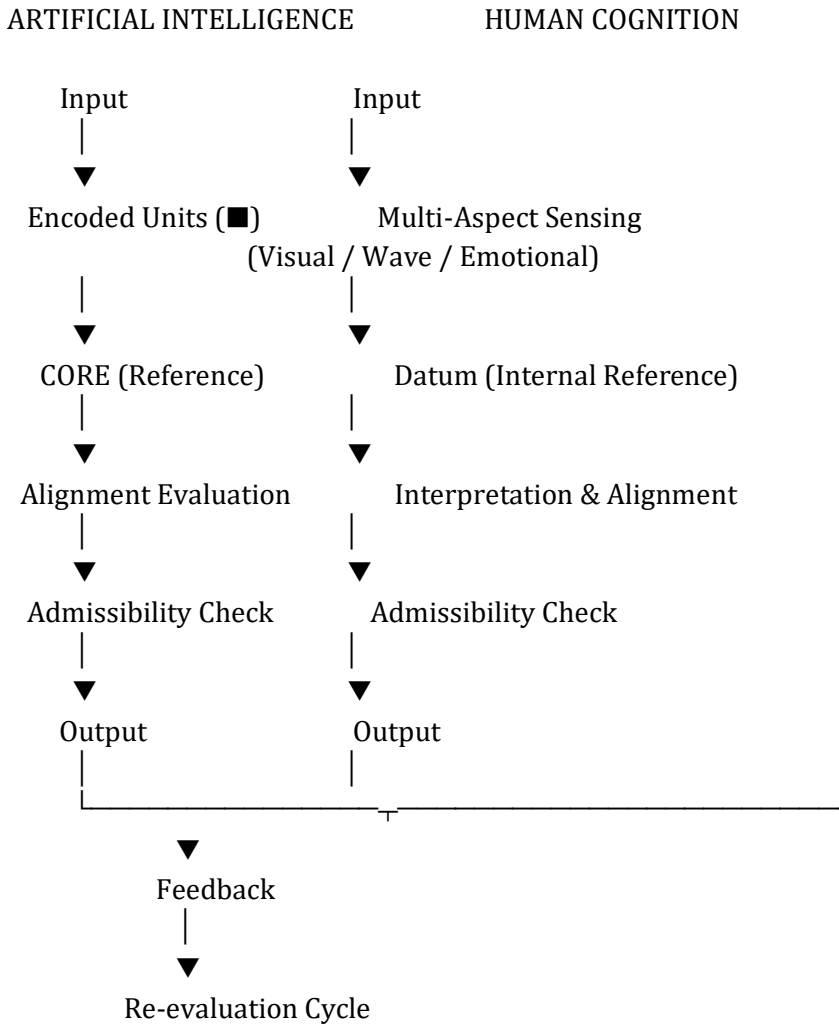 ARTIFICIAL INTELLIGENCE HUMAN COGNITION
Input Input
Encoded Units (■) Multi-Aspect Sensing
(Visual / Wave / Emotional)
CORE (Reference) Datum (Internal Reference)
Alignment Evaluation Interpretation & Alignment
Admissibility Check Admissibility Check
Output Output
Feedback
Re-evaluation Cycle